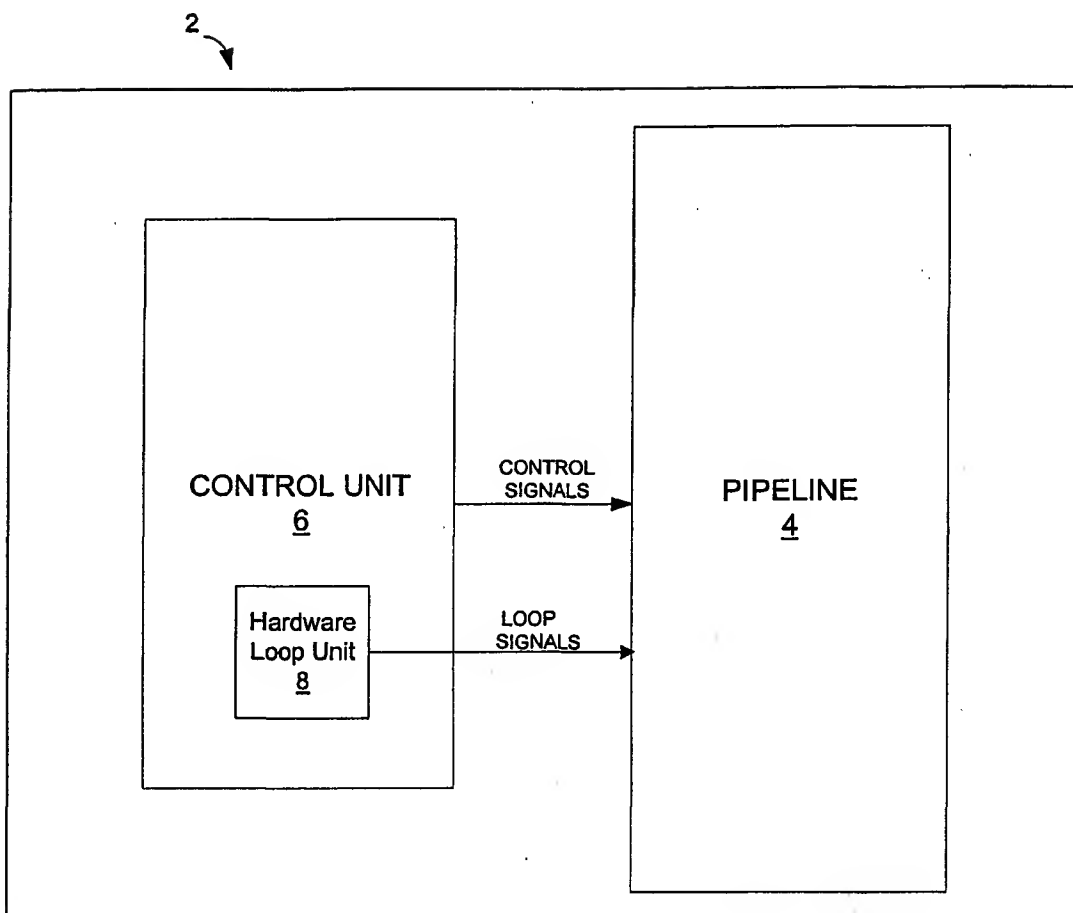 2
CONTROL UNIT
6
Hardware
Loop Unit
8
CONTROL
SIGNALS
LOOP
SIGNALS
PIPELINE
4